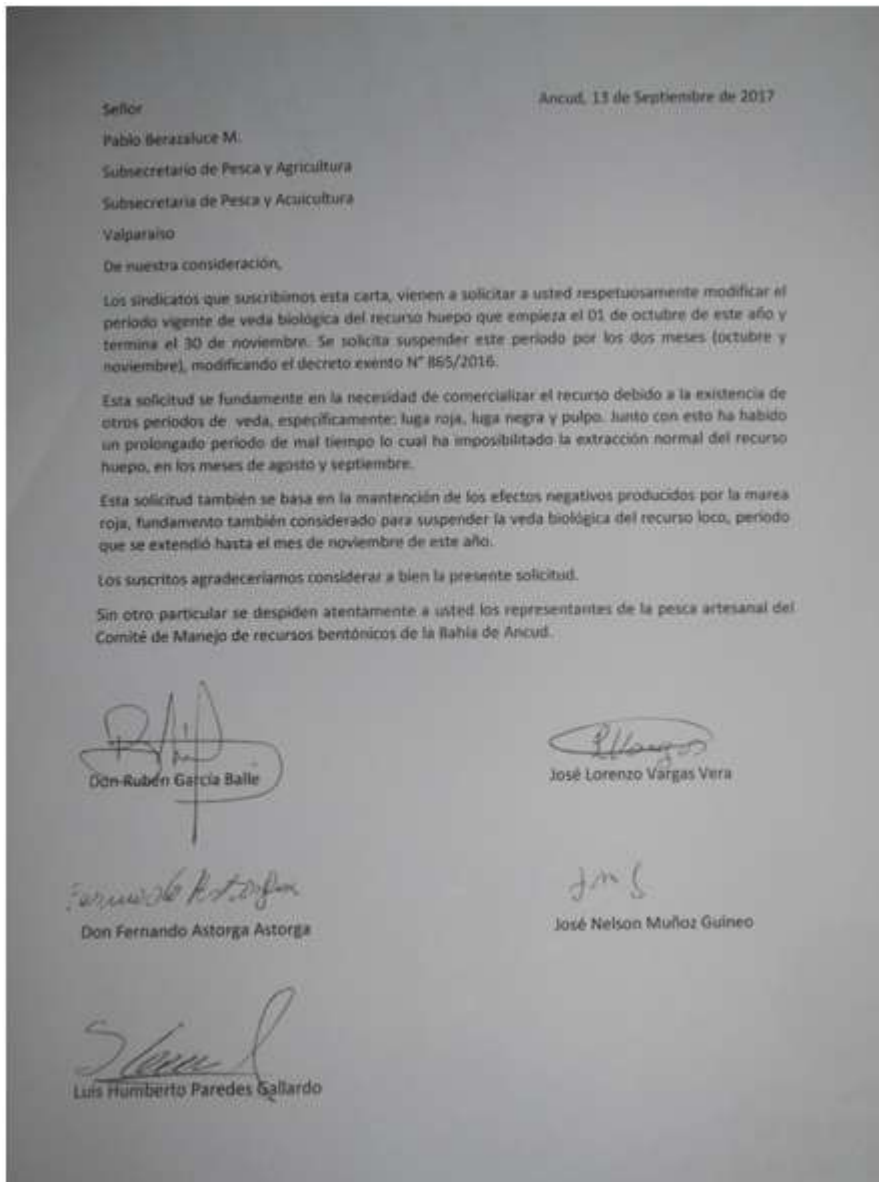 Ancud, 13 de Septiembre de 2017
Señor
Pablo Berazaluce M.
Subsecretario de Pesca y Agricultura
Subsecretaria de Pesca y Acuicultura
Valparaíso
De nuestra consideración,
Los sindicatos que suscribimos esta carta, vienen a solicitar a usted respetuosamente modificar el
periodo vigente de veda biológica del recurso huepo que empieza el 01 de octubre de este año y
termina el 30 de noviembre. Se solicita suspender este periodo por los dos meses (octubre y
noviembre), modificando el decreto exento N° 865/2016.
Esta solicitud se fundamente en la necesidad de comercializar el recurso debido a la existencia de
otros periodos de veda, específicamente: luga roja, luga negra y pulpo. Junto con esto ha habido
un prolongado periodo de mal tiempo lo cual ha imposibilitado la extracción normal del recurso
huepo, en los meses de agosto y septiembre.
Esta solicitud también se basa en la mantención de los efectos negativos producidos por la marea
roja, fundamento también considerado para suspender la veda biológica del recurso loco, periodo
que se extendió hasta el mes de noviembre de este año.
Los suscritos agradeceríamos considerar a bien la presente solicitud.
Sin otro particular se despiden atentamente a usted los representantes de la pesca artesanal del
Comité de Manejo de recursos bentónicos de la Bahía de Ancud.
Don Rubén García Balle
José Lorenzo Vargas Vera
Fernando Astorga
Don Fernando Astorga Astorga
José Nelson Muñoz Guineo
Luis Humberto Paredes Gallardo